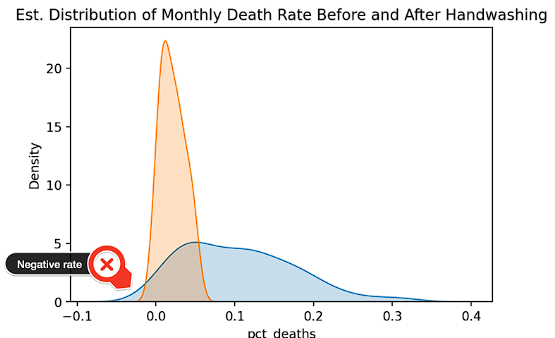 Est. Distribution of Monthly Death Rate Before and After Handwashing
20
15
Density
10
5
Negative rate
0
−0.1 0.0 0.1 0.2 0.3 0.4
pct_deaths